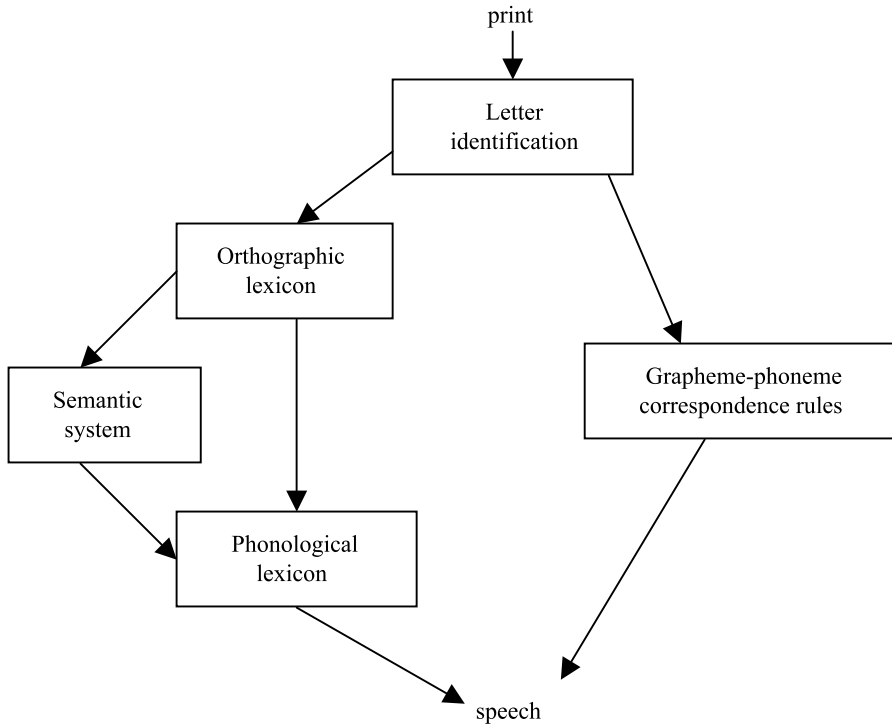 print
Letter
identification
Orthographic
lexicon
Semantic
system
Grapheme-phoneme
correspondence rules
Phonological
lexicon
speech